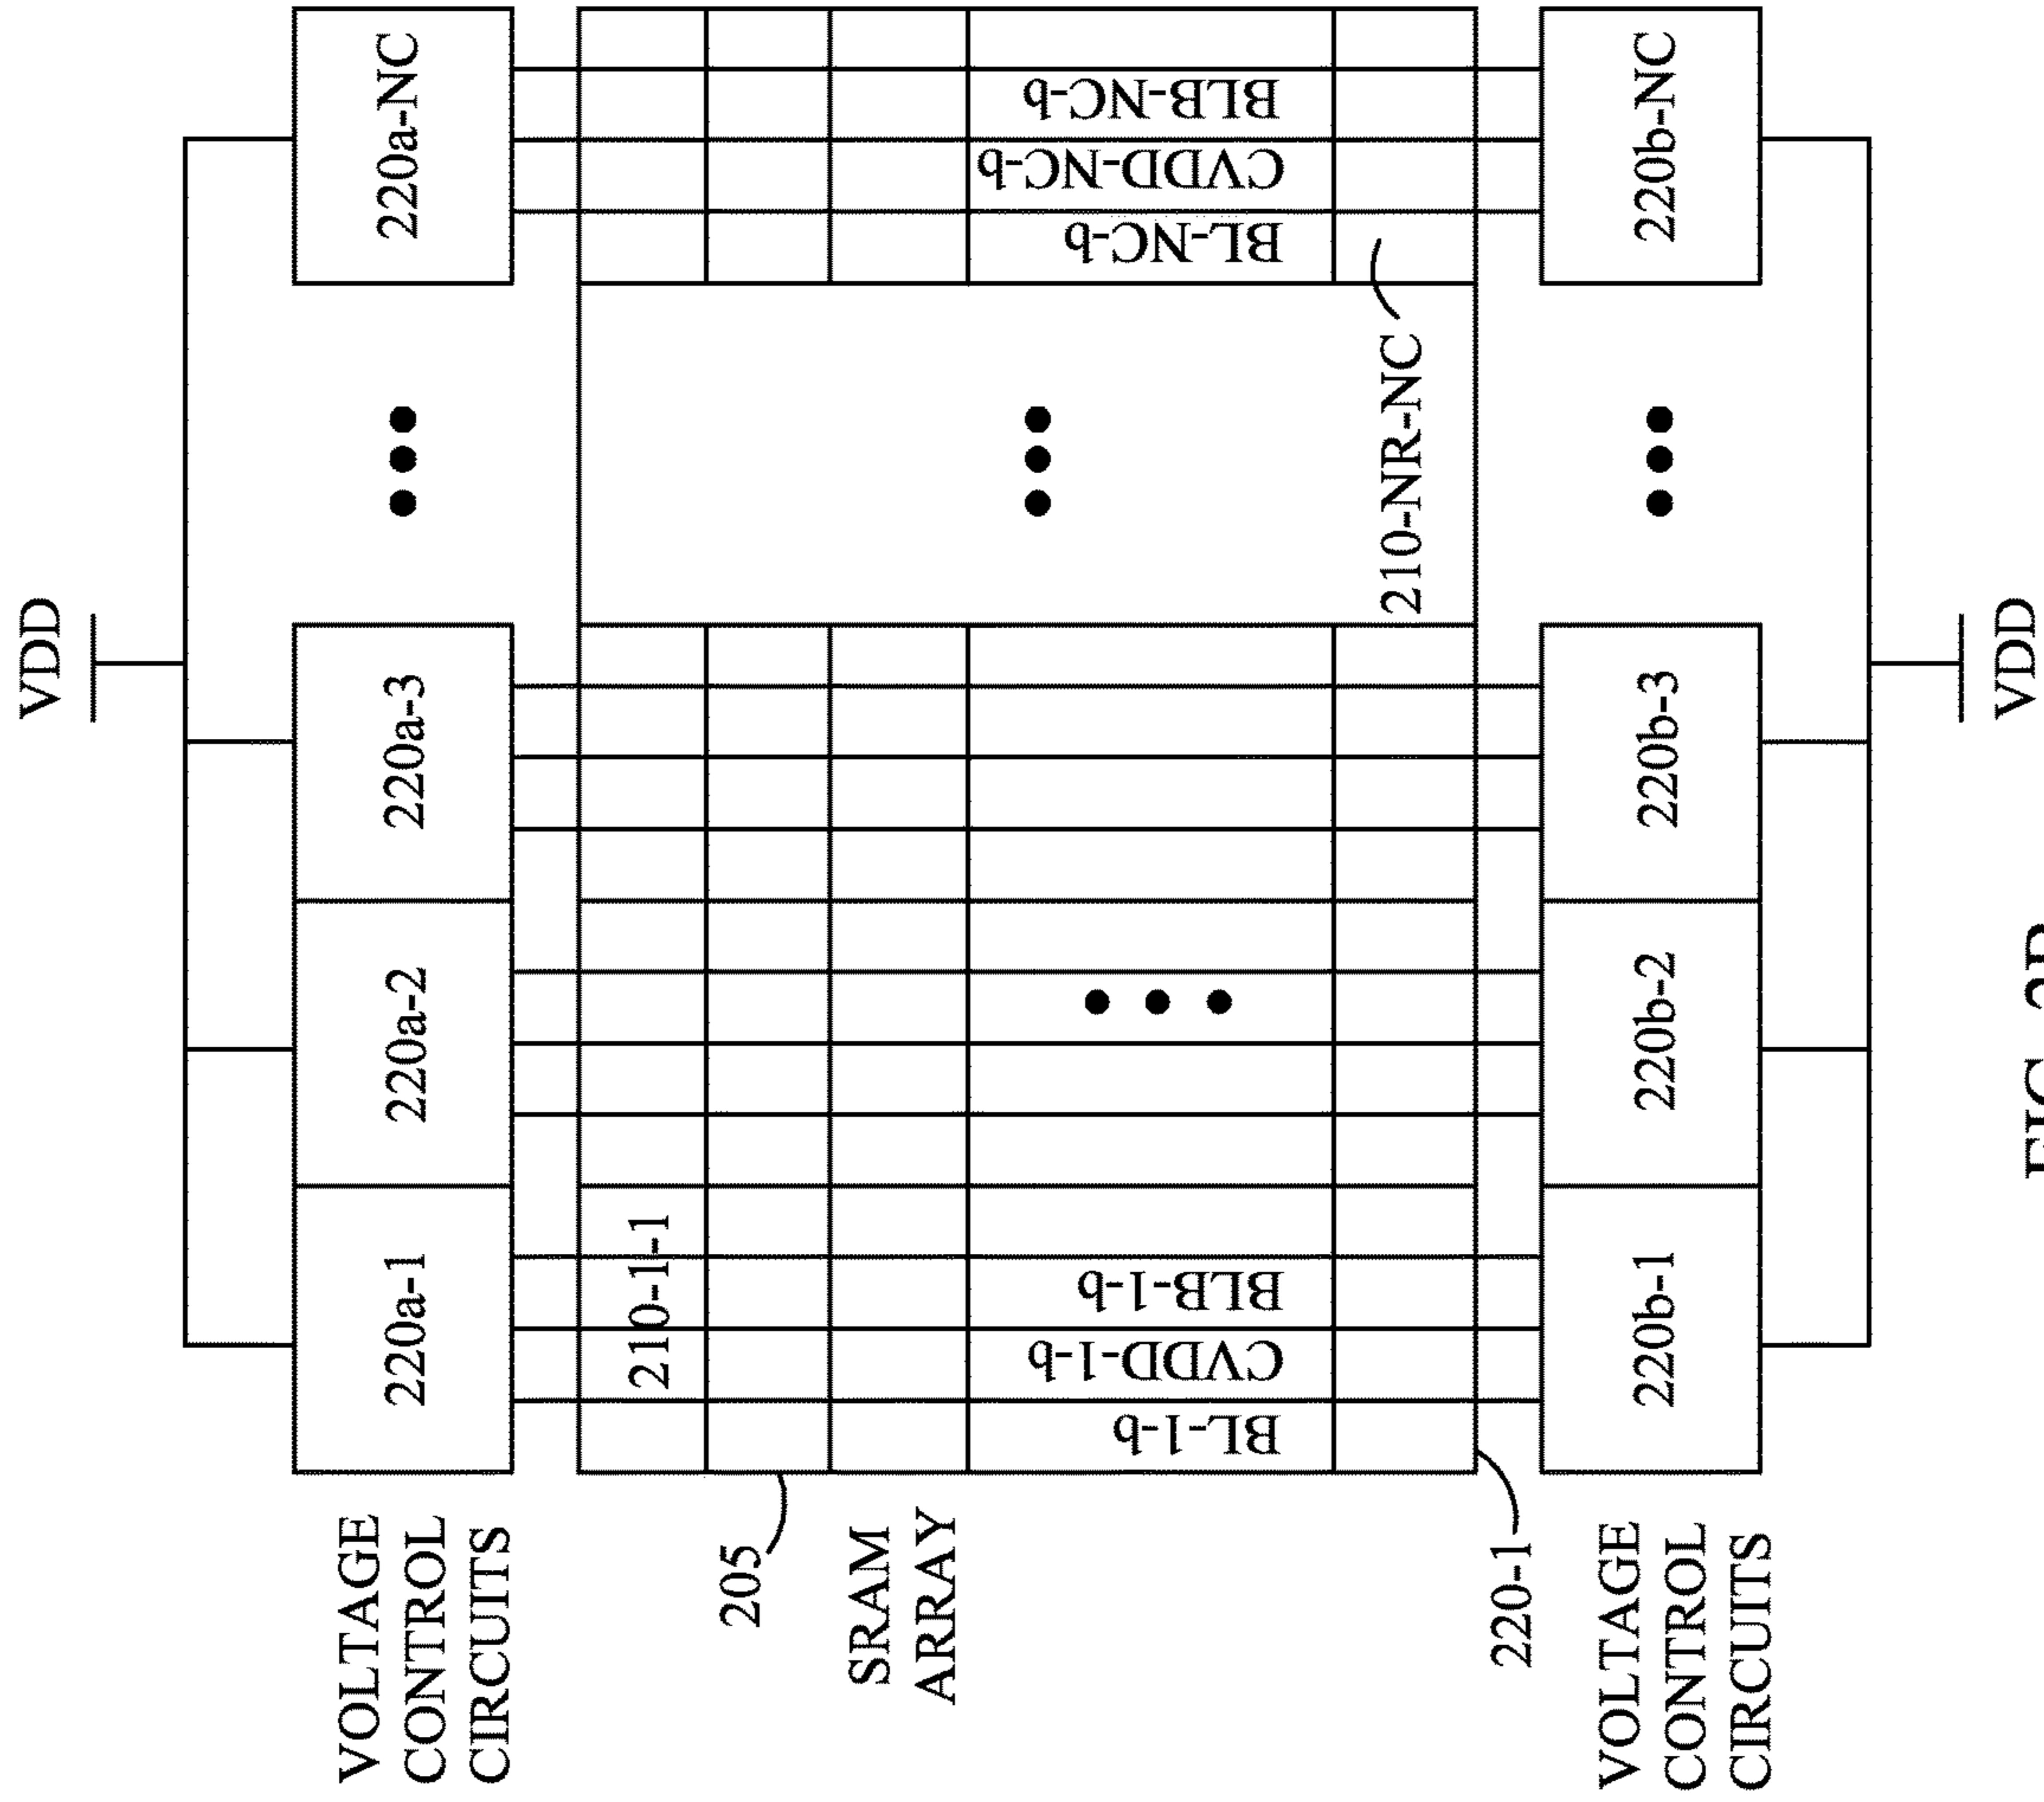 VDD
VOLTAGE
CONTROL
CIRCUITS
220a-1
220a-2
220a-3
220a-NC
210-1-1
205
SRAM
ARRAY
BL-1-b
CVDD-1-b
BLB-1-b
BL-NC-b
CVDD-NC-b
BLB-NC-b
210-NR-NC
220-1
VOLTAGE
CONTROL
CIRCUITS
220b-1
220b-2
220b-3
220b-NC
VDD